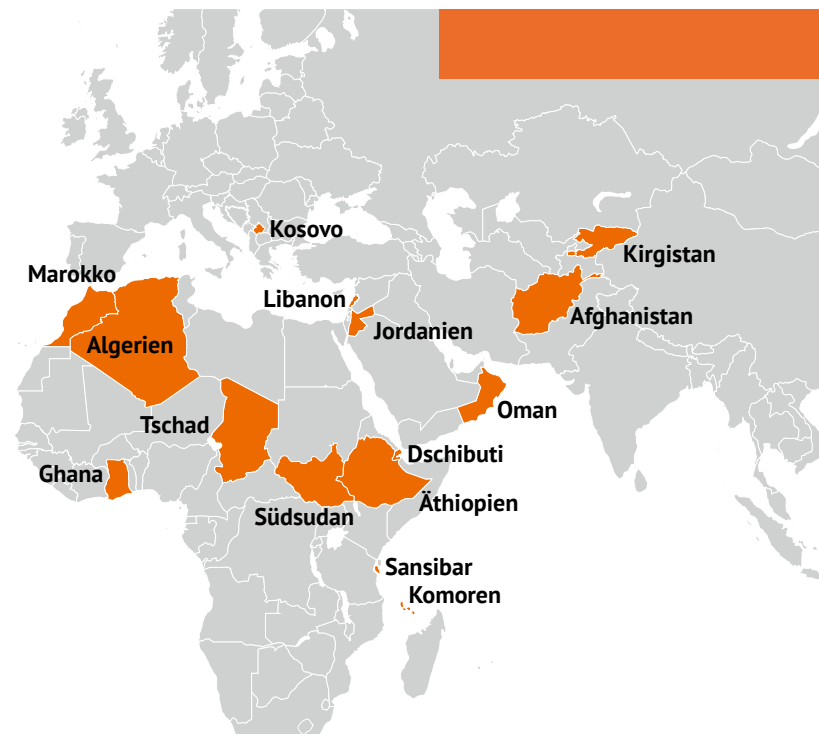 Kosovo
Kirgistan
Marokko
Libanon
Afghanistan
Jordanien
Algerien
Oman
Tschad
Dschibuti
Ghana
Äthiopien
Südsudan
Sansibar
Komoren